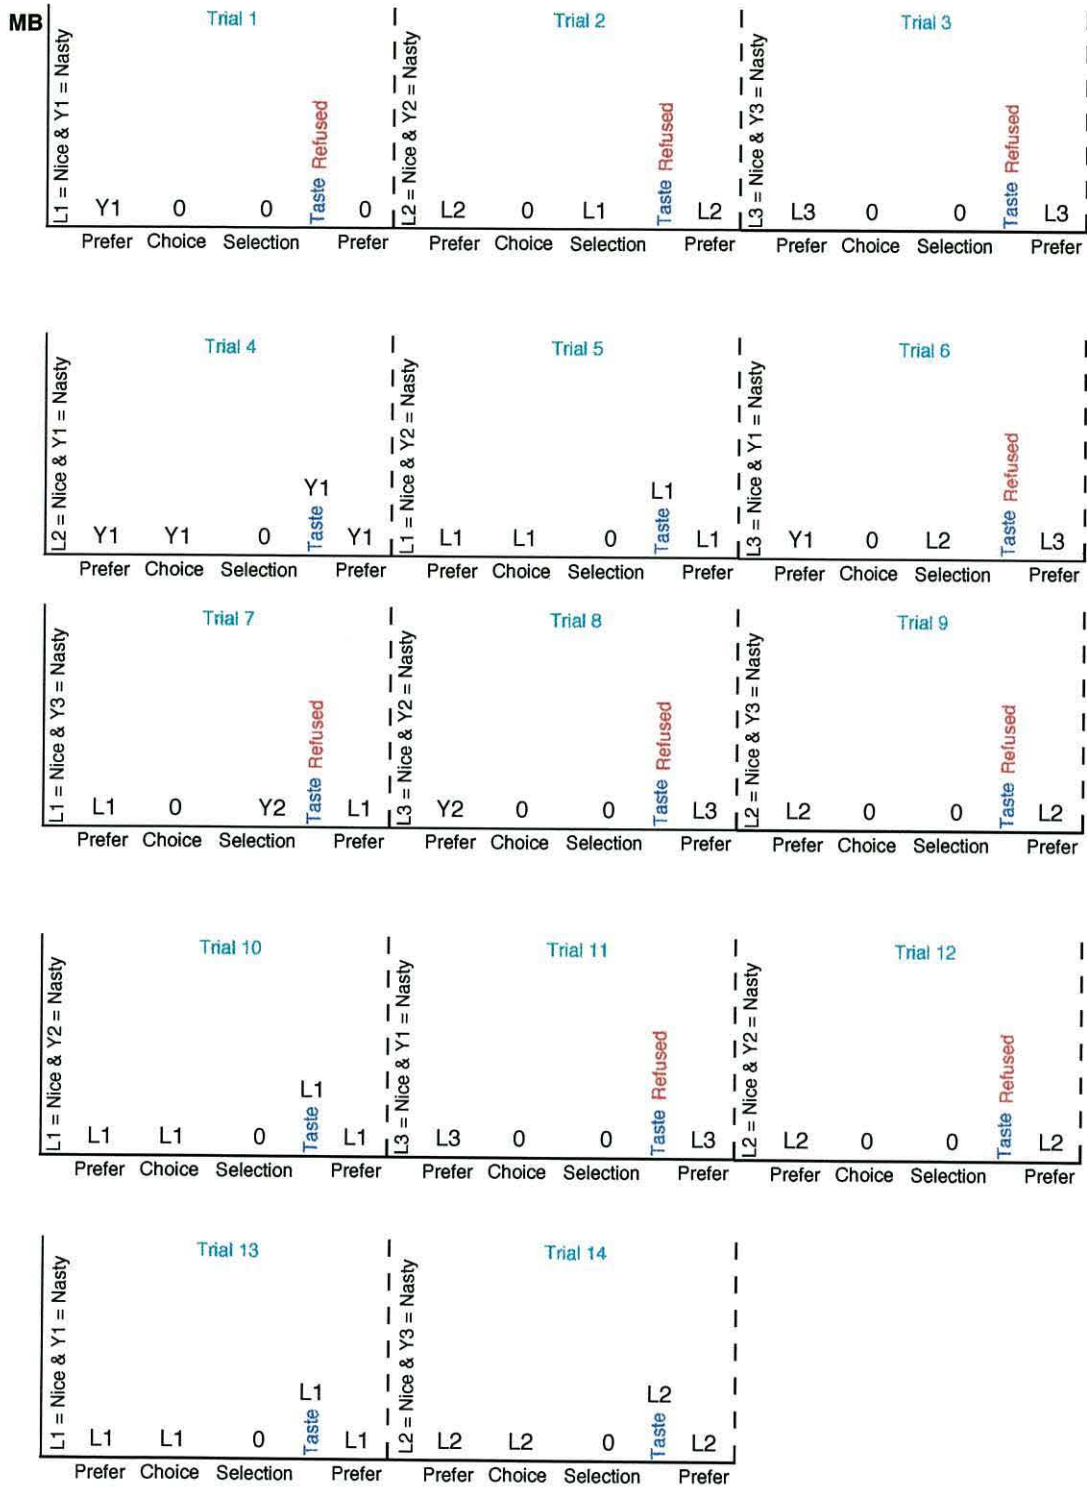 MB
Trial 1
L1 = Nice & Y1 = Nasty
Y1 0 0 Taste Refused 0
Prefer Choice Selection Prefer
Trial 2
L2 = Nice & Y2 = Nasty
L2 0 L1 Taste Refused L2
Prefer Choice Selection Prefer
Trial 3
L3 = Nice & Y3 = Nasty
L3 0 0 Taste Refused L3
Prefer Choice Selection Prefer
Trial 4
L2 = Nice & Y1 = Nasty
Y1 Y1 0 Taste Y1 Y1
Prefer Choice Selection Prefer
Trial 5
L1 = Nice & Y2 = Nasty
L1 L1 0 Taste L1 L1
Prefer Choice Selection Prefer
Trial 6
L3 = Nice & Y1 = Nasty
Y1 0 L2 Taste Refused L3
Prefer Choice Selection Prefer
Trial 7
L1 = Nice & Y3 = Nasty
L1 0 Y2 Taste Refused L1
Prefer Choice Selection Prefer
Trial 8
L3 = Nice & Y2 = Nasty
Y2 0 0 Taste Refused L3
Prefer Choice Selection Prefer
Trial 9
L2 = Nice & Y3 = Nasty
L2 0 0 Taste Refused L2
Prefer Choice Selection Prefer
Trial 10
L1 = Nice & Y2 = Nasty
L1 L1 0 Taste L1 L1
Prefer Choice Selection Prefer
Trial 11
L3 = Nice & Y1 = Nasty
L3 0 0 Taste Refused L3
Prefer Choice Selection Prefer
Trial 12
L2 = Nice & Y2 = Nasty
L2 0 0 Taste Refused L2
Prefer Choice Selection Prefer
Trial 13
L1 = Nice & Y1 = Nasty
L1 L1 0 Taste L1 L1
Prefer Choice Selection Prefer
Trial 14
L2 = Nice & Y3 = Nasty
L2 L2 0 Taste L2 L2
Prefer Choice Selection Prefer